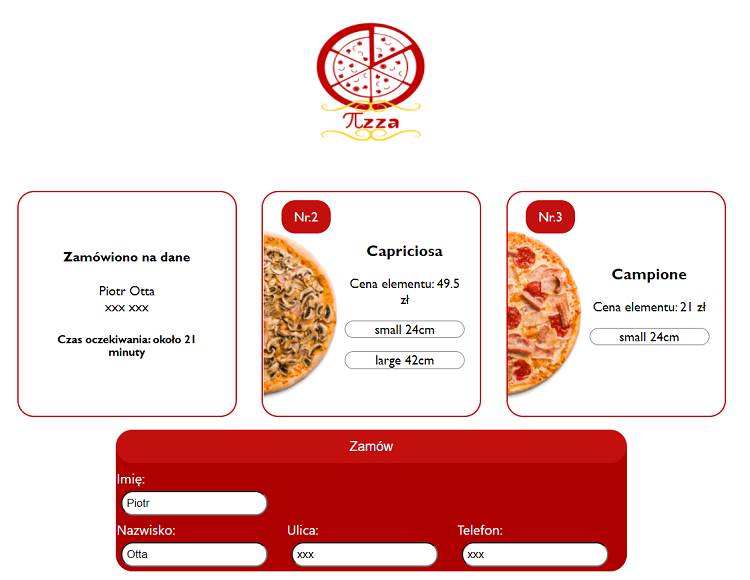 πzza
Zamówiono na dane
Piotr Otta
xxx xxx
Czas oczekiwania: około 21
minuty
Nr.2
Capriciosa
Cena elementu: 49.5
zł
small 24cm
large 42cm
Nr.3
Campione
Cena elementu: 21 zł
small 24cm
Zamów
Imię:
Piotr
Nazwisko:
Ulica:
Telefon:
Otta
xxx
xxx